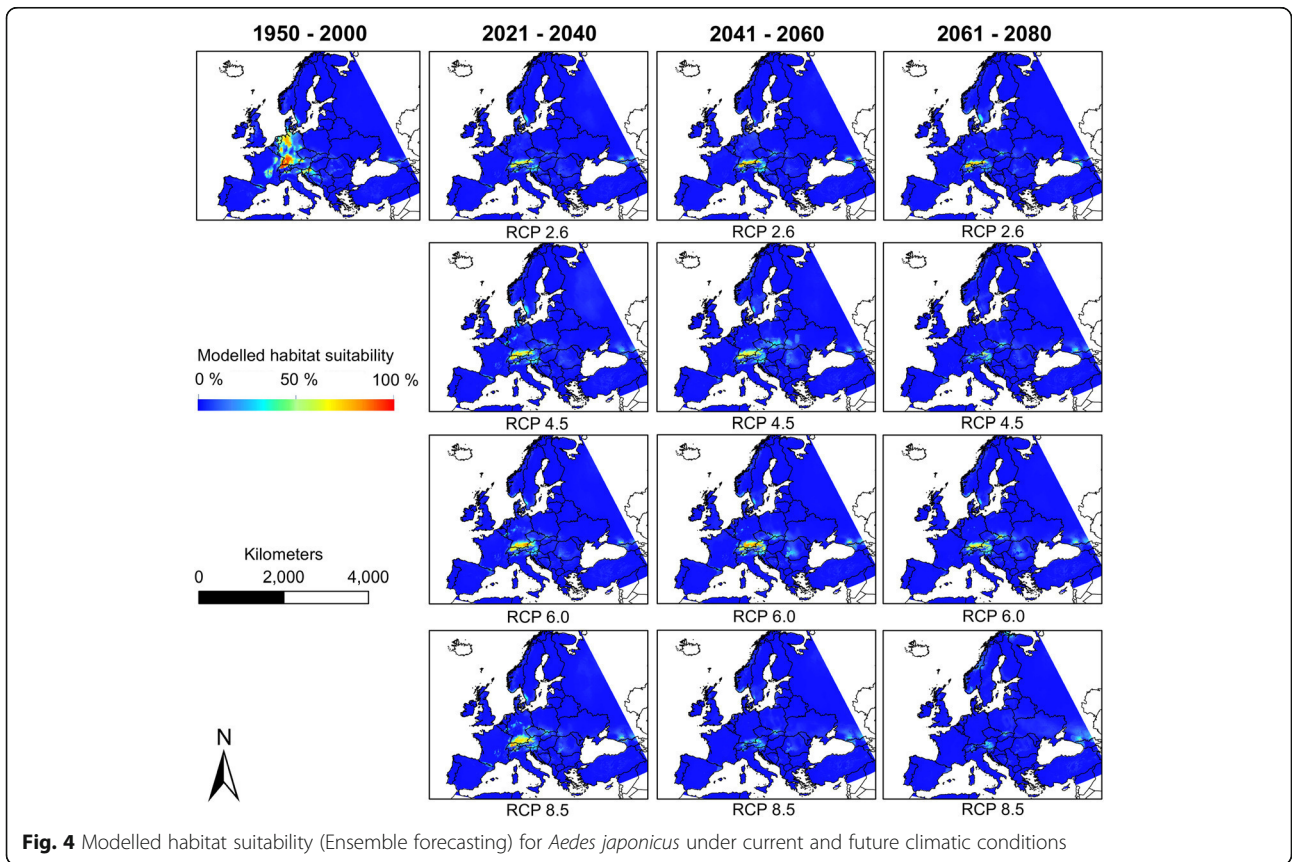 1950 - 2000
2021 - 2040
2041 - 2060
2061 - 2080
RCP 2.6
RCP 2.6
RCP 2.6
Modelled habitat suitability
0 %
50 %
100 %
RCP 4.5
RCP 4.5
RCP 4.5
Kilometers
0
2,000
4,000
RCP 6.0
RCP 6.0
RCP 6.0
N
RCP 8.5
RCP 8.5
RCP 8.5
Fig. 4 Modelled habitat suitability (Ensemble forecasting) for Aedes japonicus under current and future climatic conditions